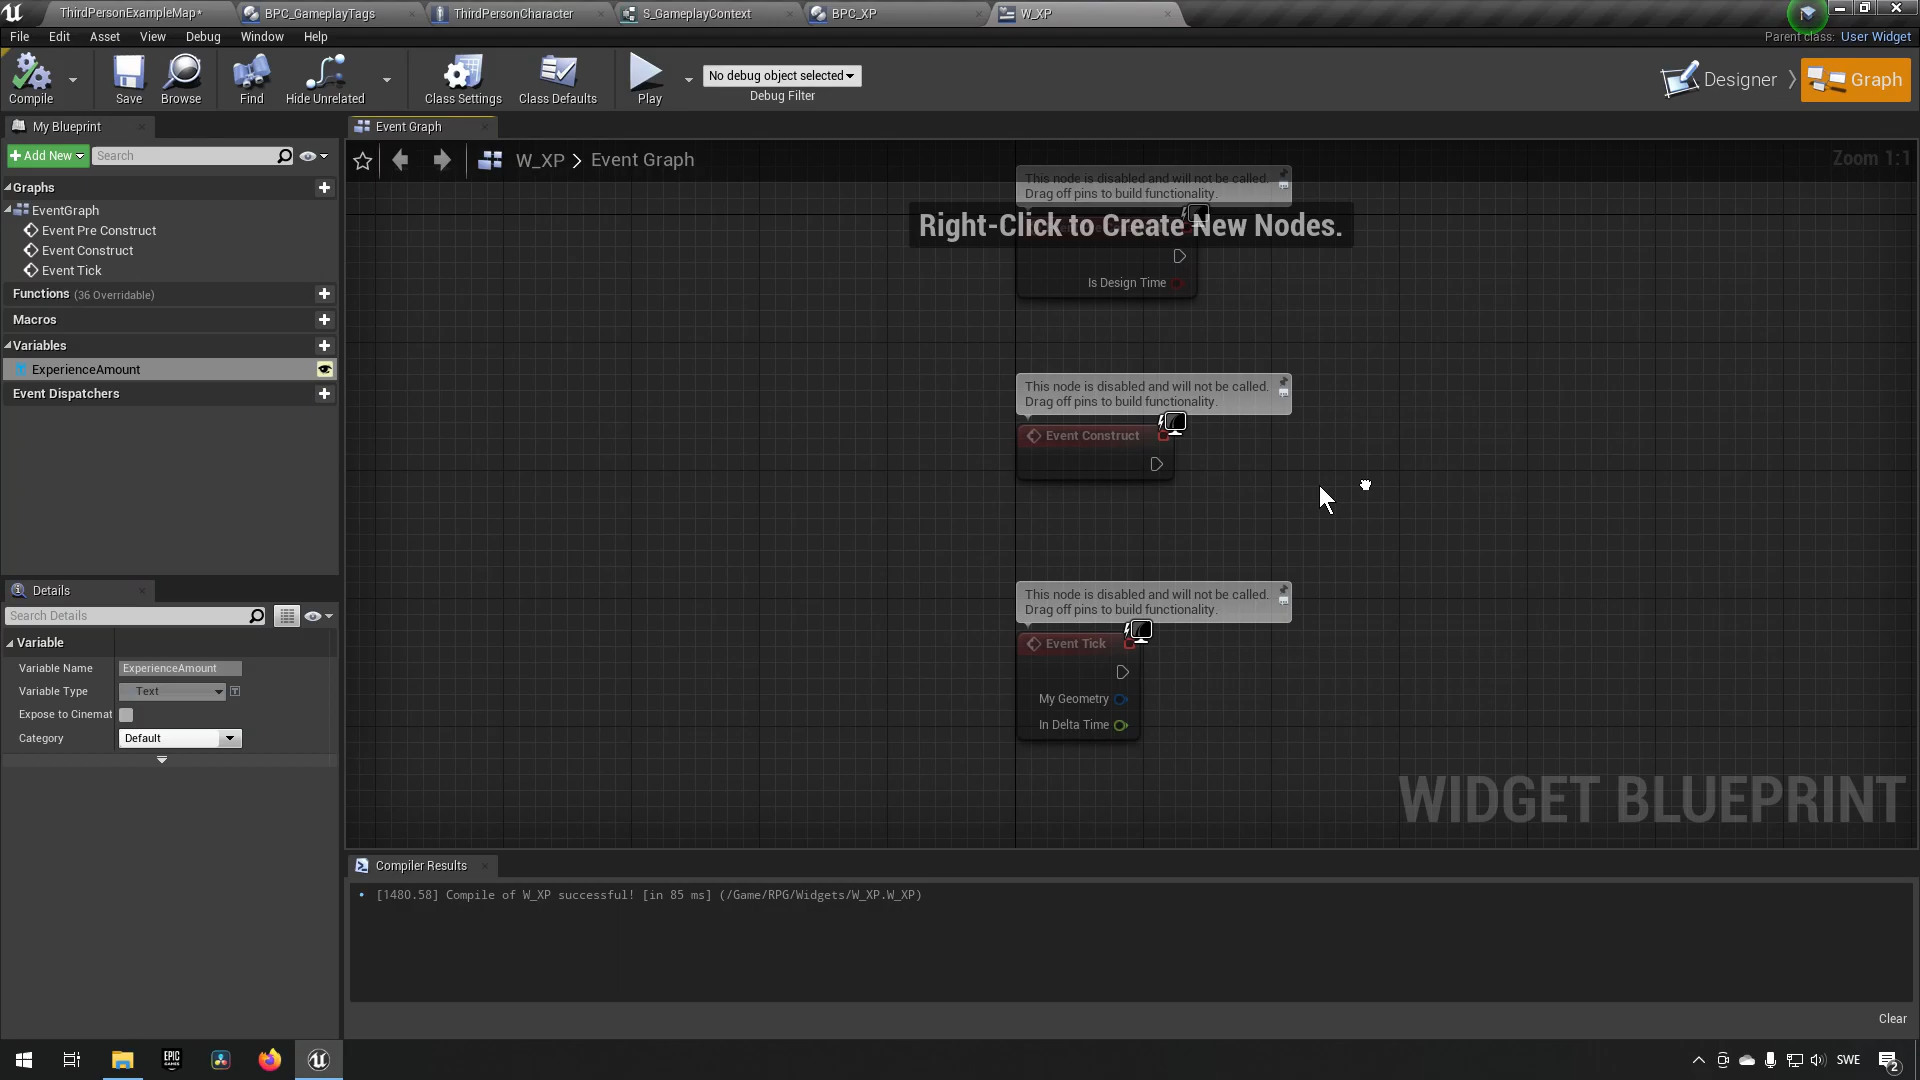 ThirdPersonExampleMap*
BPC_GameplayTags
ThirdPersonCharacter
S_GameplayContext
BPC_XP
W_XP
File Edit Asset View Debug Window Help
Parent class: User Widget
Compile
Save
Browse
Find
Hide Unrelated
Class Settings
Class Defaults
Play
No debug object selected
Debug Filter
Designer
Graph
My Blueprint
Event Graph
Add New
Search
W_XP > Event Graph
Zoom 1:1
Graphs
EventGraph
Event Pre Construct
Event Construct
Event Tick
Functions (36 Overridable)
Macros
Variables
ExperienceAmount
Event Dispatchers
This node is disabled and will not be called.
Drag off pins to build functionality.
Right-Click to Create New Nodes.
Is Design Time
This node is disabled and will not be called.
Drag off pins to build functionality.
Event Construct
This node is disabled and will not be called.
Drag off pins to build functionality.
Event Tick
My Geometry
In Delta Time
WIDGET BLUEPRINT
Details
Search Details
Variable
Variable Name ExperienceAmount
Variable Type Text
Expose to Cinemat
Category Default
Compiler Results
[1480.58] Compile of W_XP successful! [in 85 ms] (/Game/RPG/Widgets/W_XP.W_XP)
Clear
EPIC
GAMES
SWE
2